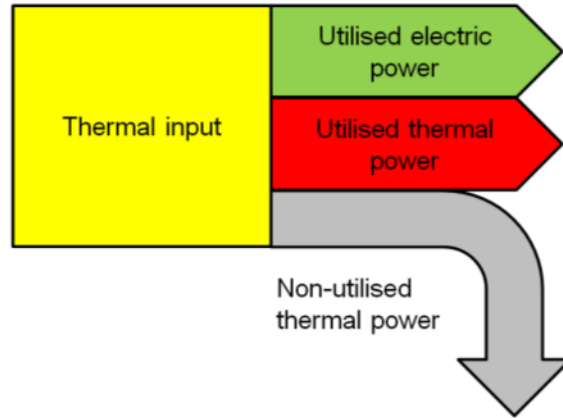 Utilised electric
power
Thermal input
Utilised thermal
power
Non-utilised
thermal power